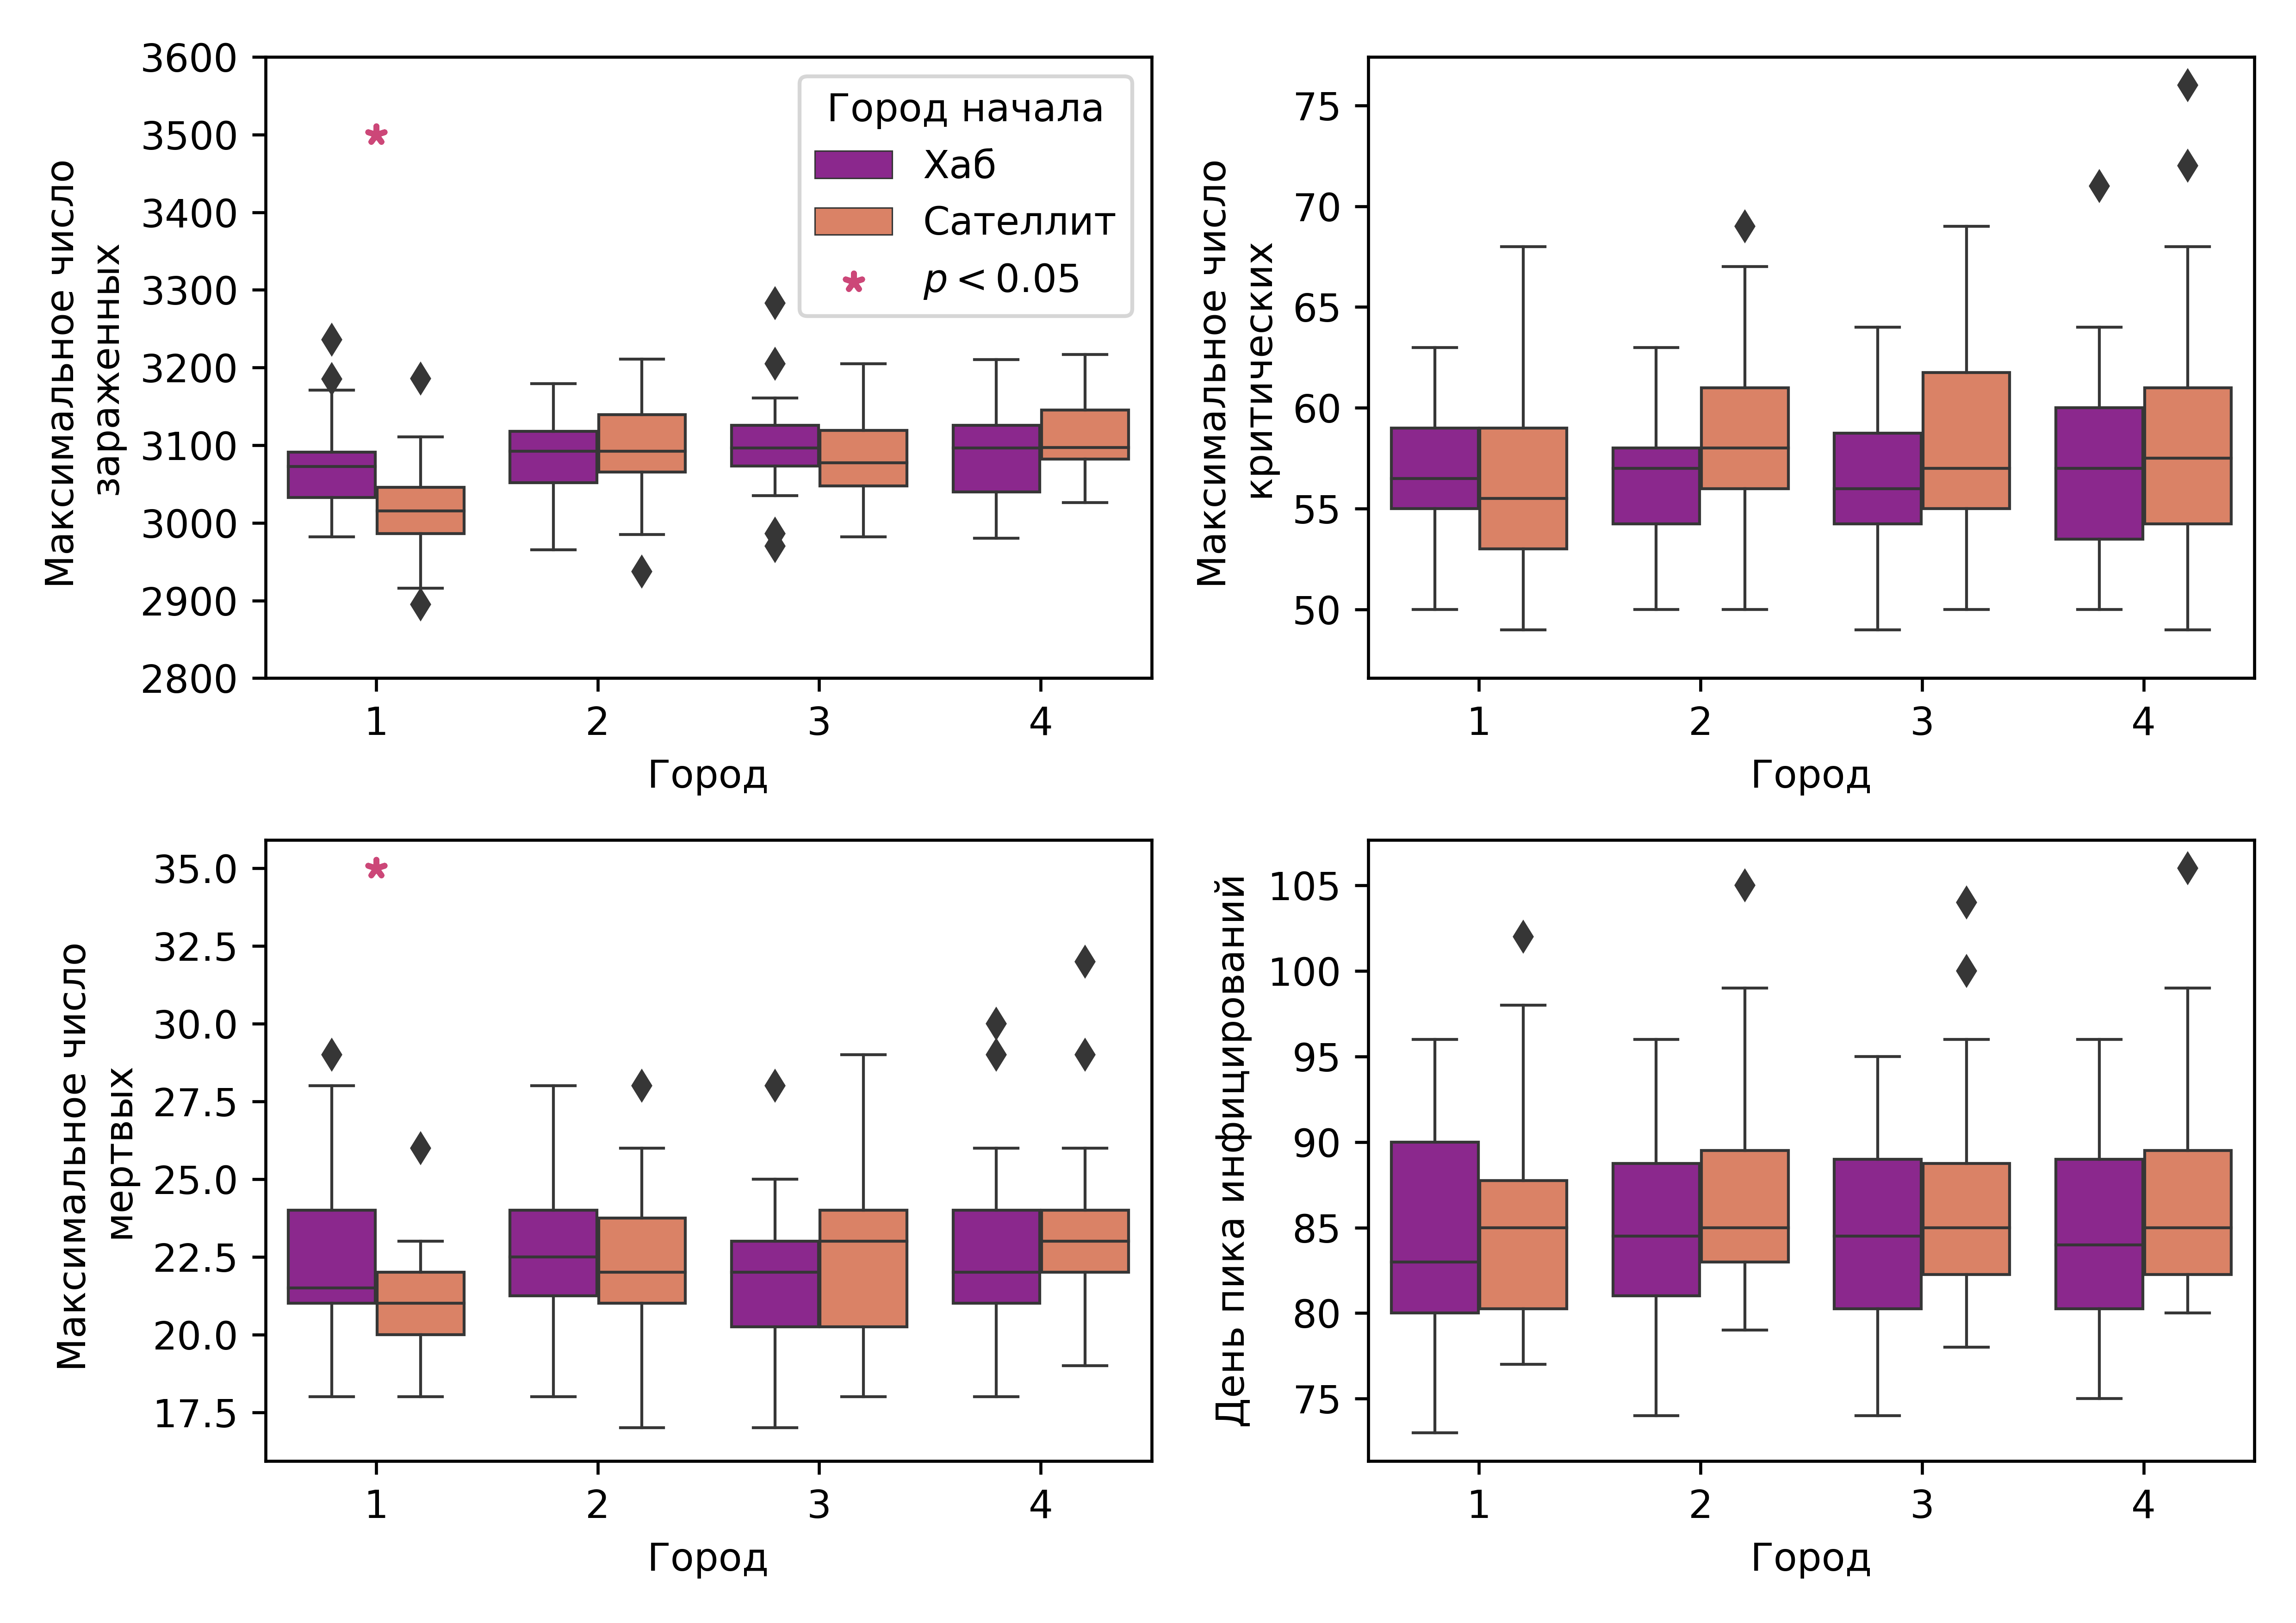 Максимальное число
зараженных
3600
3500
3400
3300
3200
3100
3000
2900
2800
Город начала
Хаб
Сателлит
p < 0.05
1 2 3 4
Город
Максимальное число
критических
75
70
65
60
55
50
1 2 3 4
Город
Максимальное число
мертвых
35.0
32.5
30.0
27.5
25.0
22.5
20.0
17.5
1 2 3 4
Город
День пика инфицирований
105
100
95
90
85
80
75
1 2 3 4
Город